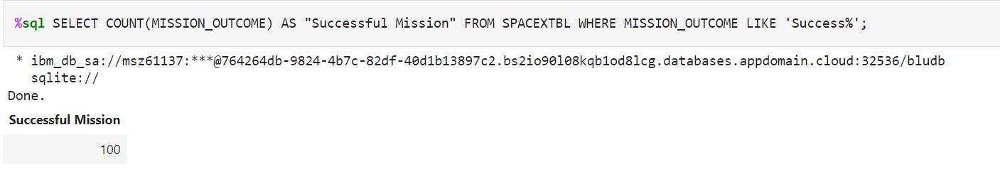 %sql SELECT COUNT(MISSION_OUTCOME) AS "Successful Mission" FROM SPACEXTBL WHERE MISSION_OUTCOME LIKE 'Success%';
* ibm_db_sa://msz61137:***@764264db-9824-4b7c-82df-40d1b13897c2.bs2io90l08kqb1od8lcg.databases.appdomain.cloud:32536/bludb
sqlite://
Done.
Successful Mission
100